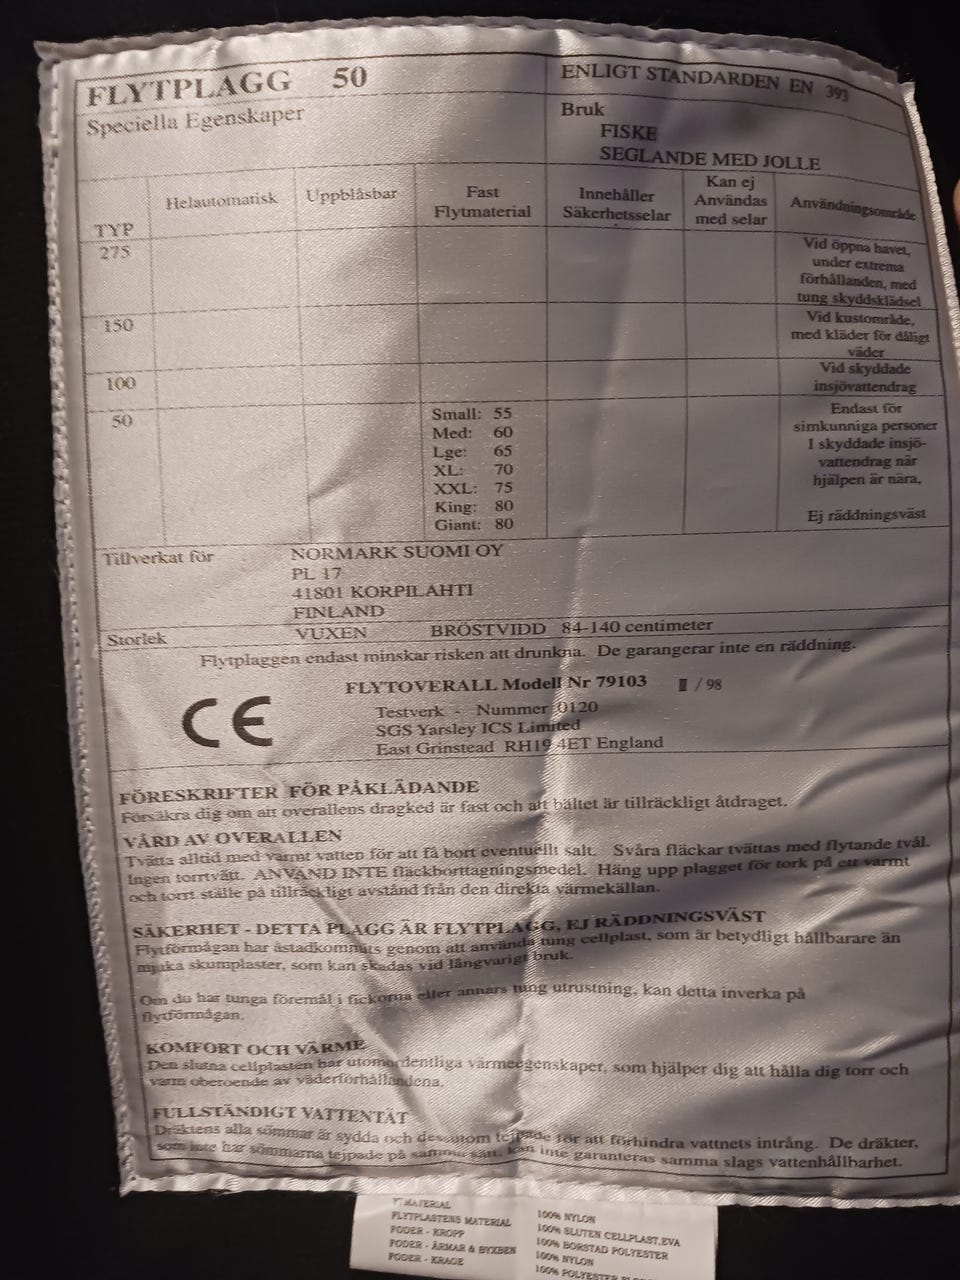 FLYTPLAGG 50
Speciella Egenskaper
ENLIGT STANDARDEN EN 393
Bruk
FISKE
SEGLANDE MED JOLLE
TYP
Helautomatisk
Uppblåsbar
Fast
Flytmaterial
Innehåller
Säkerhetsselar
Kan ej
Användas
med selar
Användningsområde
275
Vid öppna havet,
under extrema
förhållanden, med
tung skyddsklädsel
150
Vid kustområde,
med kläder för dåligt
väder
100
Vid skyddade
insjövattendrag
50
Small: 55
Med: 60
Lge: 65
XL: 70
XXL: 75
King: 80
Giant: 80
Endast för
simkunniga personer
I skyddade insjö-
vattendrag när
hjälpen är nära,
Ej räddningsväst
Tillverkat för
NORMARK SUOMI OY
PL 17
41801 KORPILAHTI
FINLAND
Storlek VUXEN BRÖSTVIDD 84-140 centimeter
Flytplaggen endast minskar risken att drunkna. De garangerar inte en räddning.
CE
FLYTOVERALL Modell Nr 79103 / 98
Testverk - Nummer 0120
SGS Yarsley ICS Limited
East Grinstead RH19 4ET England
FÖRESKRIFTER FÖR PÅKLÄDANDE
Försäkra dig om att overallens dragked är fast och att bältet är tillräckligt åtdraget.
VÅRD AV OVERALLEN
Tvätta alltid med varmt vatten för att få bort eventuellt salt. Svåra fläckar tvättas med flytande tvål.
Ingen torrtvätt. ANVÄND INTE fläckborttagningsmedel. Häng upp plagget för tork på ett varmt
och torrt ställe på tillräckligt avstånd från den direkta värmekällan.
SÄKERHET - DETTA PLAGG ÄR FLYTPLAGG, EJ RÄDDNINGSVÄST
Flytförmågan har åstadkommits genom att använda tung cellplast, som är betydligt hållbarare än
mjuka skumplaster, som kan skadas vid långvarigt bruk.
Om du har tunga föremål i fickorna eller annars tung utrustning, kan detta inverka på
flytförmågan.
KOMFORT OCH VÄRME
Den slutna cellplasten har utomordentliga värmeegenskaper, som hjälper dig att hålla dig torr och
varm oberoende av väderförhållandena.
FULLSTÄNDIGT VATTENTÄT
Dräktens alla sömmar är sydda och dessutom tejpade för att förhindra vattnets intrång. De dräkter,
som inte har sömmarna tejpade på samma sätt, kan inte garanteras samma slags vattenhållbarhet.
MATERIAL 100% NYLON
FLYTPLASTENS MATERIAL 100% SLUTEN CELLPLAST,EVA
FODER - KROPP 100% BORSTAD POLYESTER
FODER - ÄRMAR & BYXBEN 100% NYLON
FODER - KRAGE 100% POLYESTER